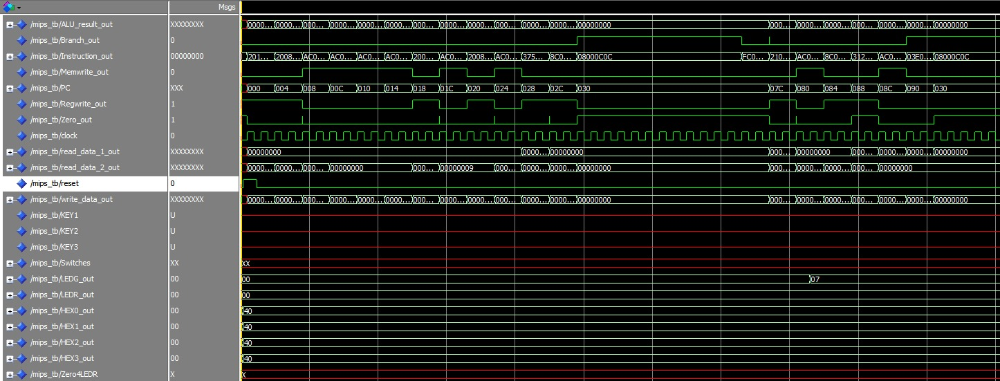 Msgs
/mips_tb/ALU_result_out XXXXXXXX 0000... 0000... 000... 0000... 0000... 0000... 000... 0000... 0000... 000... 0000... 0000... 00000000 000... 000... 0000... 000... 0000... 0000... 00000000
/mips_tb/Branch_out 0
/mips_tb/Instruction_out 00000000 20 201... 2008... AC0... AC0... AC0... AC0... 200... AC0... 2008... AC0... 375... 8C0... 08000C0C FC0... 210... AC0... 8C0... 312... AC0... 03E0... 08000C0C
/mips_tb/Memwrite_out 0
/mips_tb/PC XXX 000 004 008 00C 010 014 018 01C 020 024 028 02C 030 07C 080 084 088 08C 090 030
/mips_tb/Regwrite_out 1
/mips_tb/Zero_out 1
/mips_tb/clock 0
/mips_tb/read_data_1_out XXXXXXXX 00000000 0000... 00000000 000... 00000000 000... 0000... 0000... 00000000
/mips_tb/read_data_2_out XXXXXXXX 0000... 0000... 000... 00000000 000... 00000009 000... 0000... 0000... 00000000 000... 000... 0000... 000... 00000000
/mips_tb/reset 0
/mips_tb/write_data_out XXXXXXXX 0000... 0000... 000... 0000... 0000... 0000... 000... 0000... 0000... 000... 0000... 0000... 00000000 000... 000... 0000... 000... 0000... 0000... 00000000
/mips_tb/KEY1 U
/mips_tb/KEY2 U
/mips_tb/KEY3 U
/mips_tb/Switches XX XX
/mips_tb/LEDG_out 00 00 07
/mips_tb/LEDR_out 00 00
/mips_tb/HEX0_out 00 40
/mips_tb/HEX1_out 00 40
/mips_tb/HEX2_out 00 40
/mips_tb/HEX3_out 00 40
/mips_tb/Zero4LEDR X X